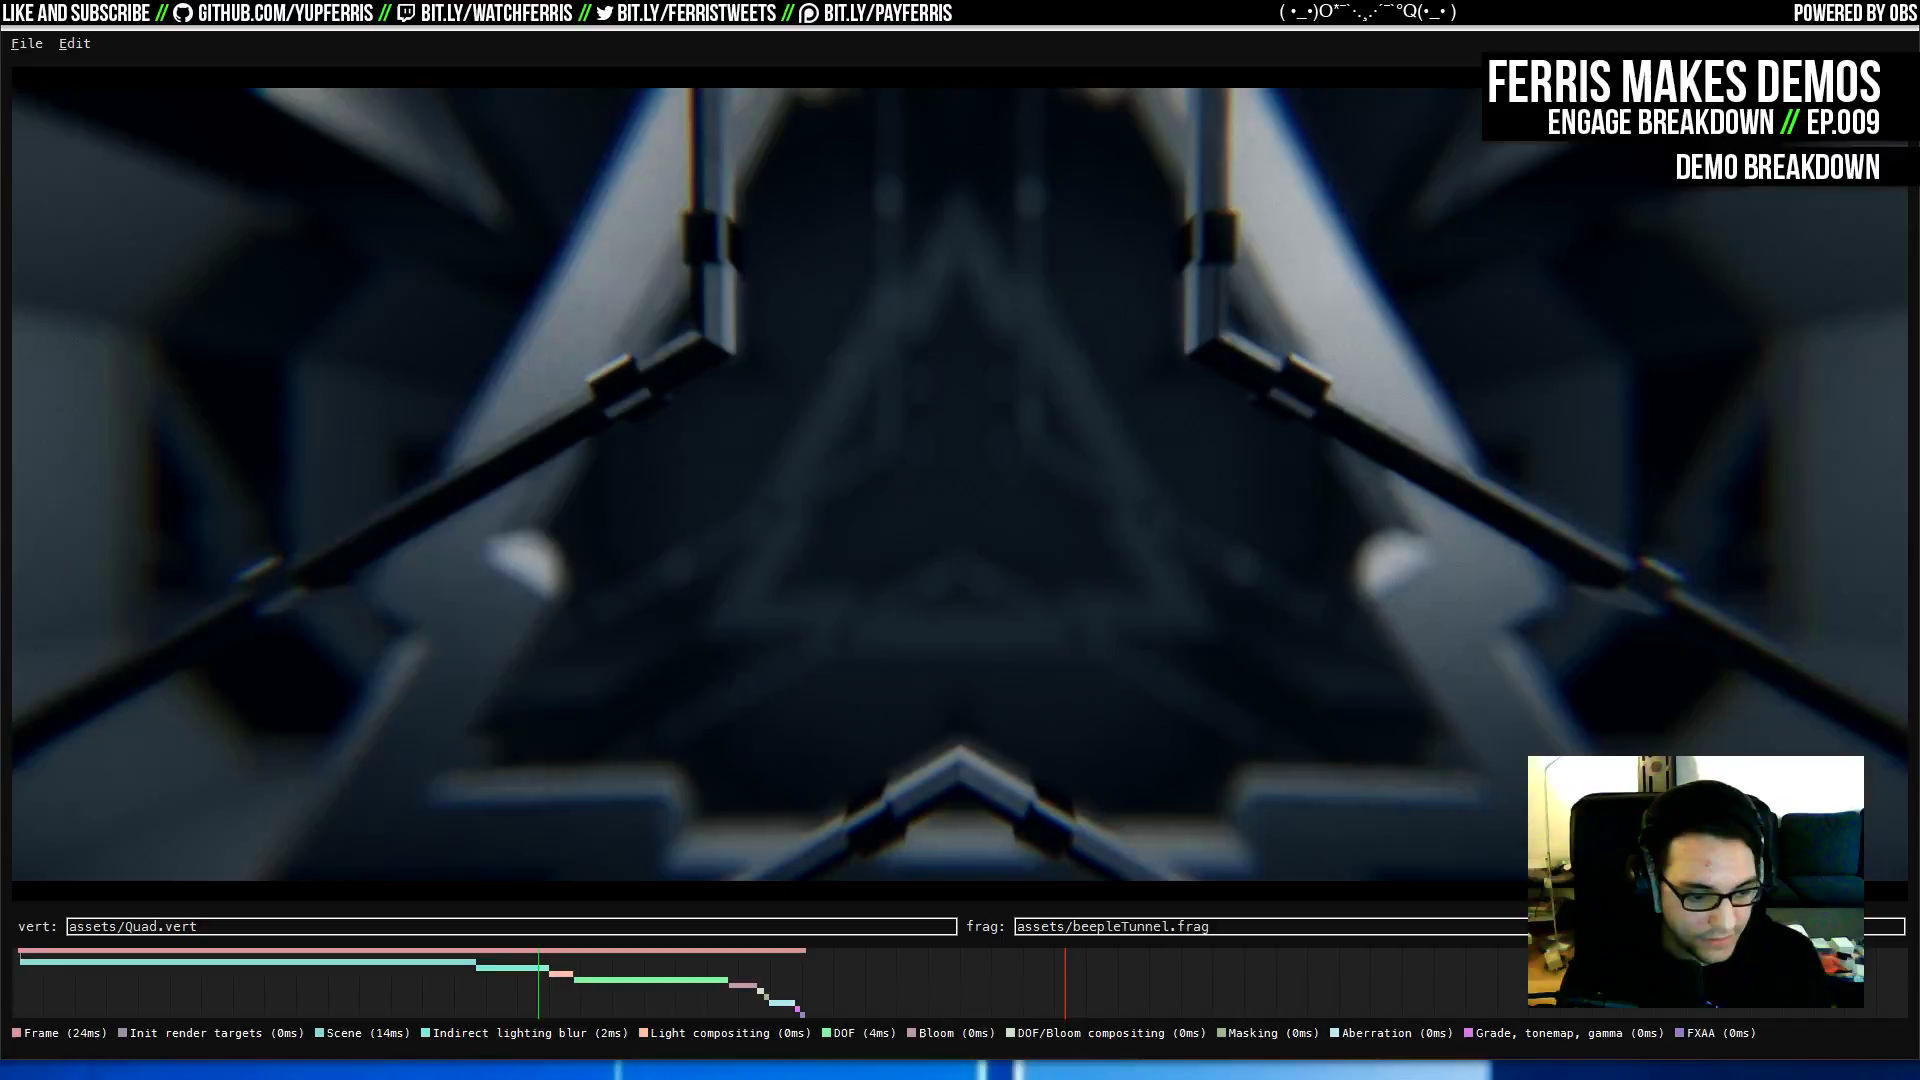 LIKE AND SUBSCRIBE // GITHUB.COM/YUPFERRIS // BIT.LY/WATCHFERRIS // BIT.LY/FERRISTWEETS // BIT.LY/PAYFERRIS
( •_•)O*¯`·.¸.·´¯`°Q(•_• )
POWERED BY OBS
File Edit
FERRIS MAKES DEMOS
ENGAGE BREAKDOWN // EP.009
DEMO BREAKDOWN
vert: assets/Quad.vert frag: assets/beepleTunnel.frag
Frame (24ms) Init render targets (0ms) Scene (14ms) Indirect lighting blur (2ms) Light compositing (0ms) DOF (4ms) Bloom (0ms) DOF/Bloom compositing (0ms) Masking (0ms) Aberration (0ms) Grade, tonemap, gamma (0ms) FXAA (0ms)